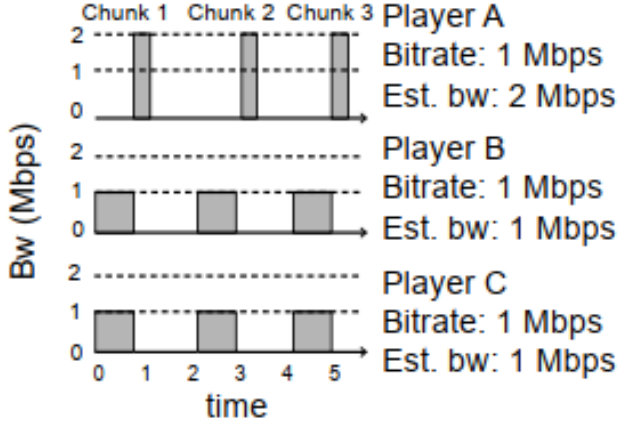 Chunk 1 Chunk 2 Chunk 3
Player A
Bitrate: 1 Mbps
Est. bw: 2 Mbps
2
1
0
Player B
Bitrate: 1 Mbps
Est. bw: 1 Mbps
2
1
0
Player C
Bitrate: 1 Mbps
Est. bw: 1 Mbps
2
1
0
Bw (Mbps)
0 1 2 3 4 5
time